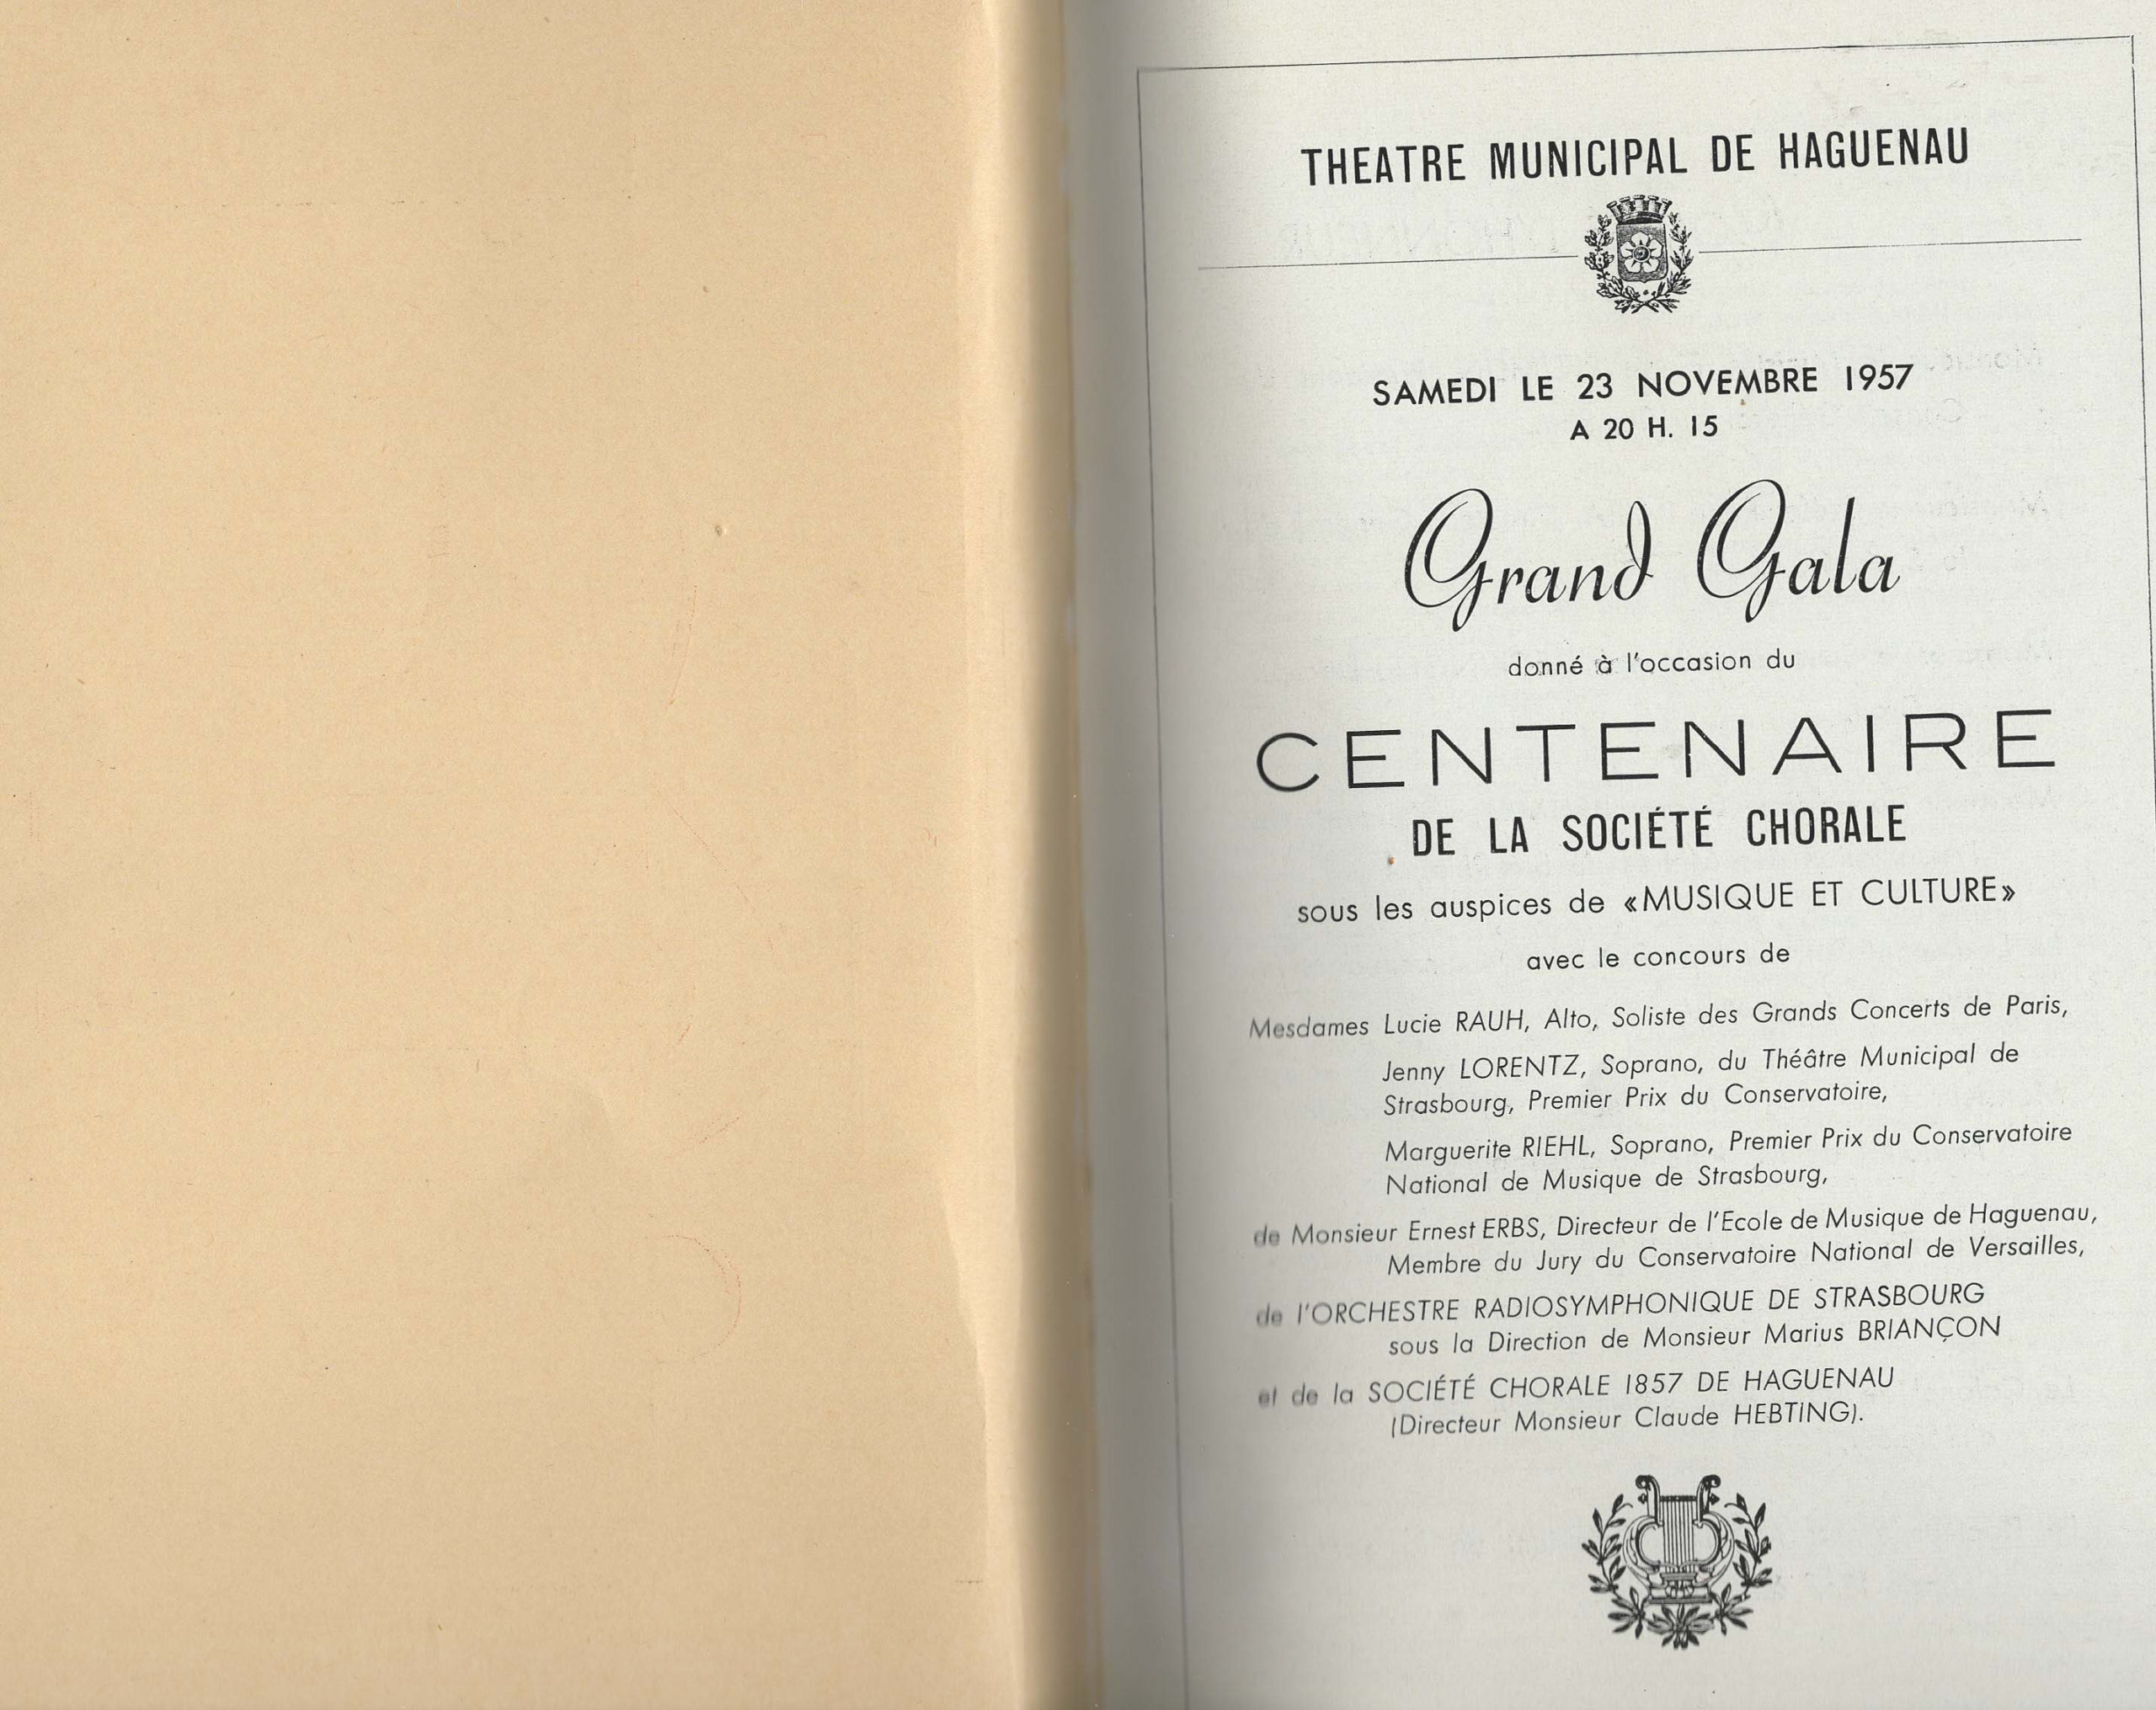 THEATRE MUNICIPAL DE HAGUENAU
SAMEDI LE 23 NOVEMBRE 1957
A 20 H. 15
Grand Gala
donné à l'occasion du
CENTENAIRE
DE LA SOCIÉTÉ CHORALE
sous les auspices de «MUSIQUE ET CULTURE»
avec le concours de
Mesdames Lucie RAUH, Alto, Soliste des Grands Concerts de Paris,
Jenny LORENTZ, Soprano, du Théâtre Municipal de
Strasbourg, Premier Prix du Conservatoire,
Marguerite RIEHL, Soprano, Premier Prix du Conservatoire
National de Musique de Strasbourg,
de Monsieur Ernest ERBS, Directeur de l'Ecole de Musique de Haguenau,
Membre du Jury du Conservatoire National de Versailles,
de l'ORCHESTRE RADIOSYMPHONIQUE DE STRASBOURG
sous la Direction de Monsieur Marius BRIANÇON
et de la SOCIÉTÉ CHORALE 1857 DE HAGUENAU
(Directeur Monsieur Claude HEBTING).